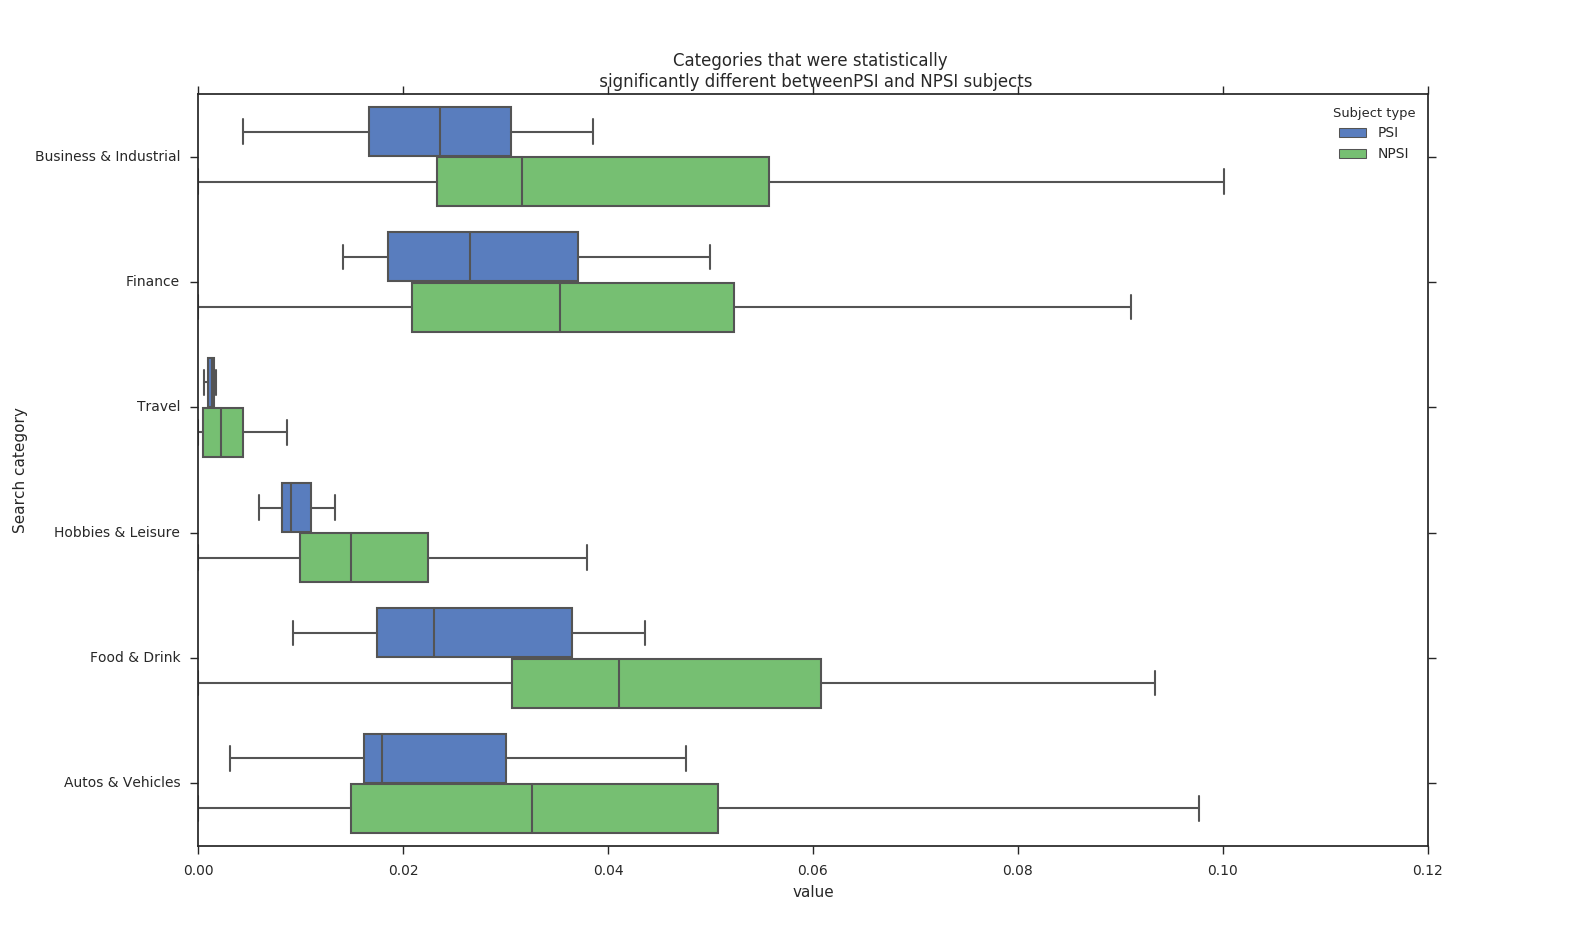 Categories that were statistically
significantly different betweenPSI and NPSI subjects
Subject type
PSI
NPSI
Search category
Business & Industrial
Finance
Travel
Hobbies & Leisure
Food & Drink
Autos & Vehicles
0.00 0.02 0.04 0.06 0.08 0.10 0.12
value